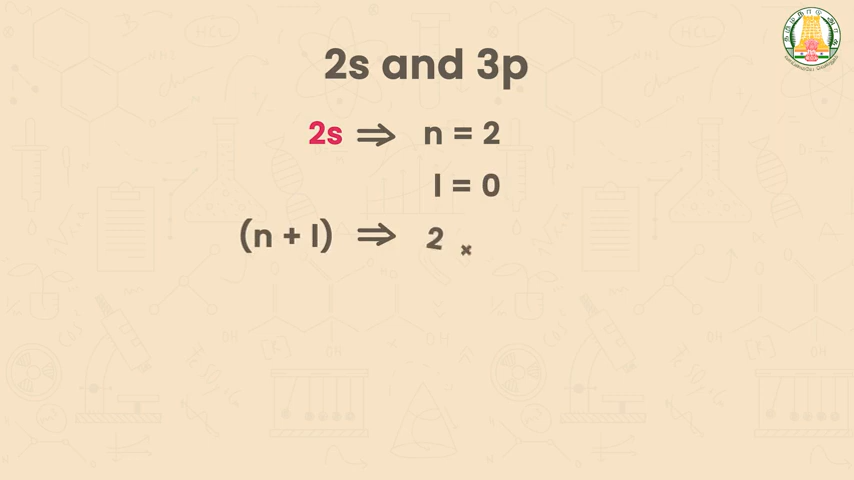 2s and 3p
2s ⇒ n = 2
l = 0
(n + l) ⇒ 2